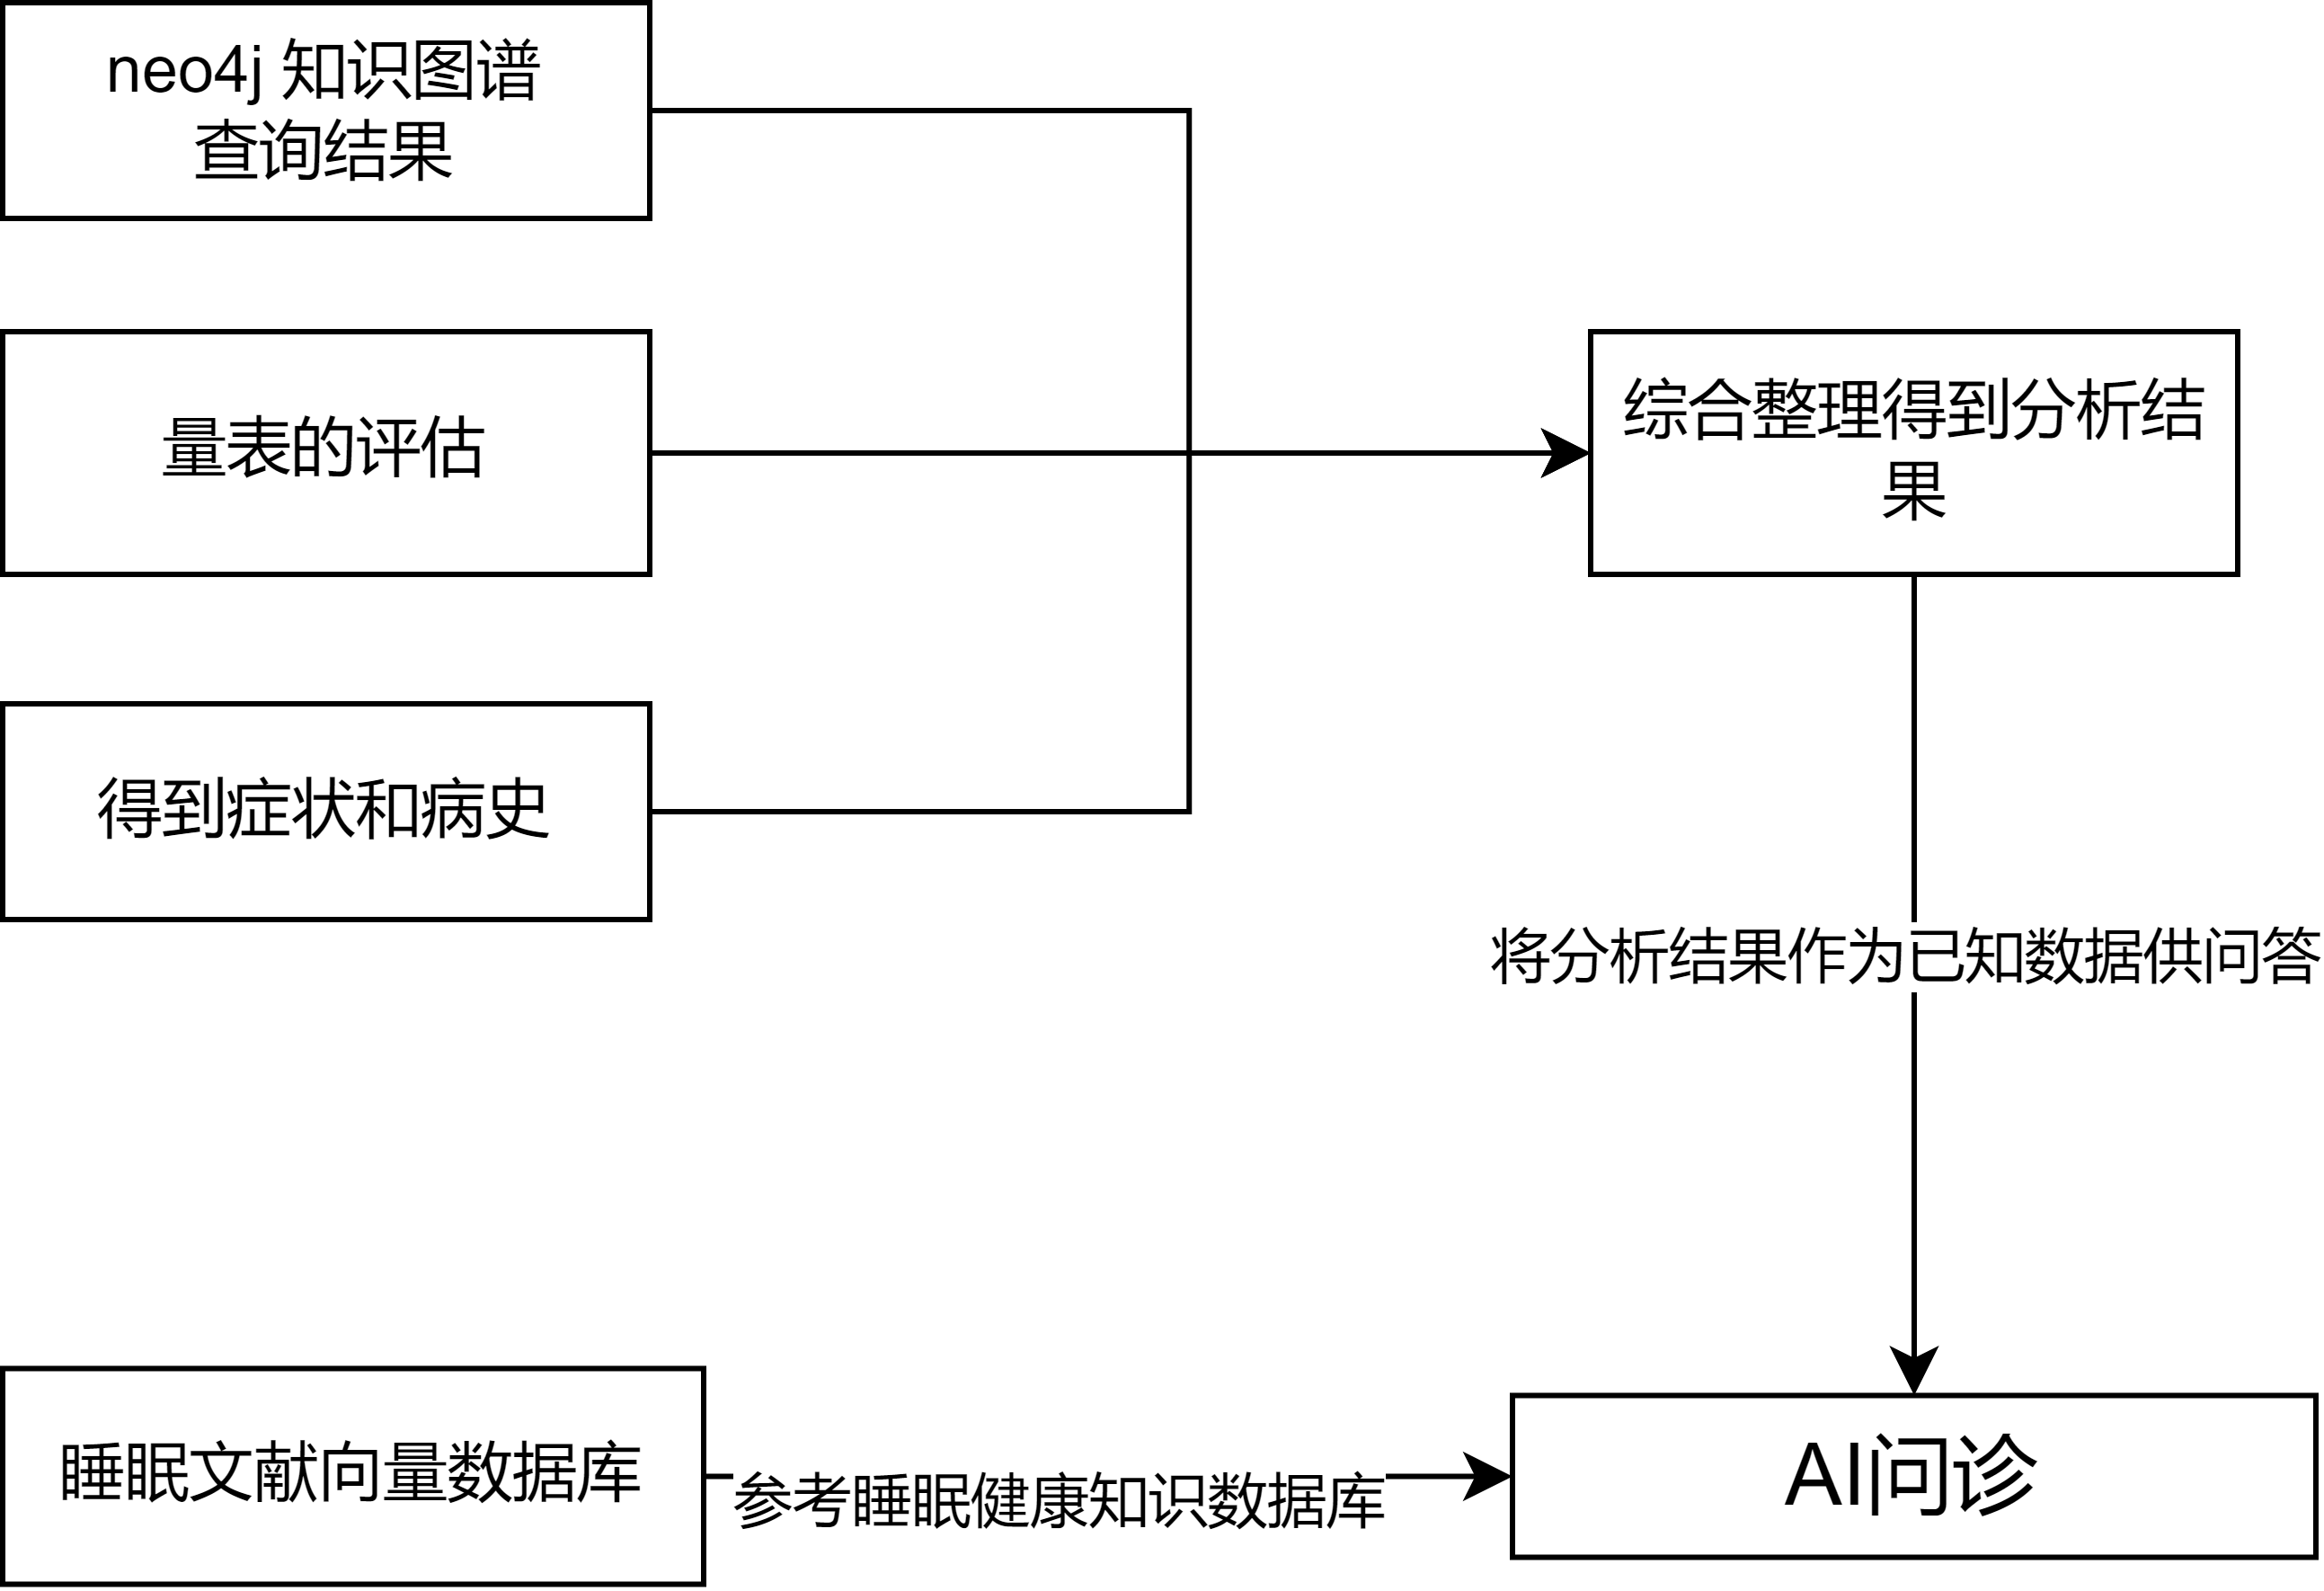 neo4j 知识图谱
查询结果
量表的评估
综合整理得到分析结
果
得到症状和病史
将分析结果作为已知数据供问答
睡眠文献向量数据库
参考睡眠健康知识数据库
AI问诊